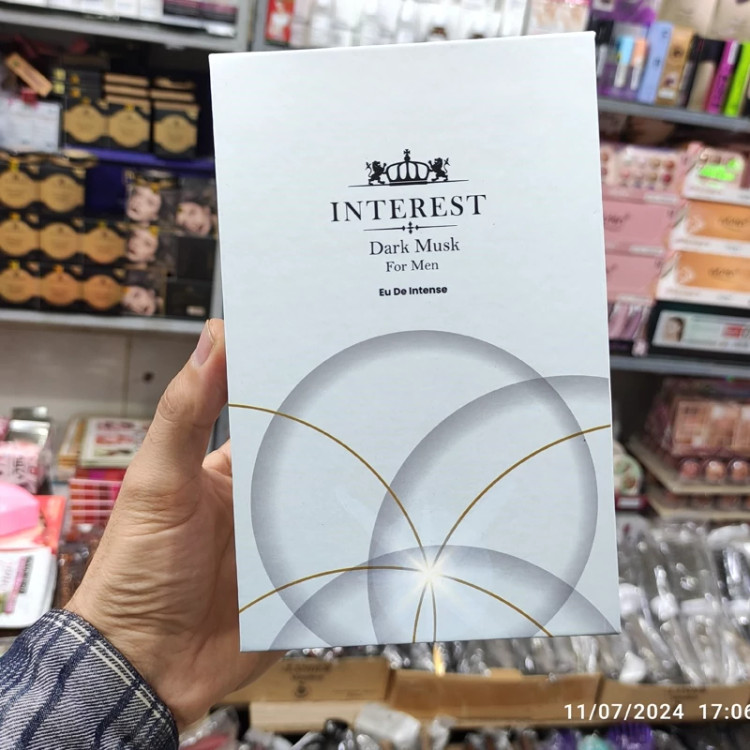 INTEREST
Dark Musk
For Men
Eu De Intense
11/07/2024 17:06